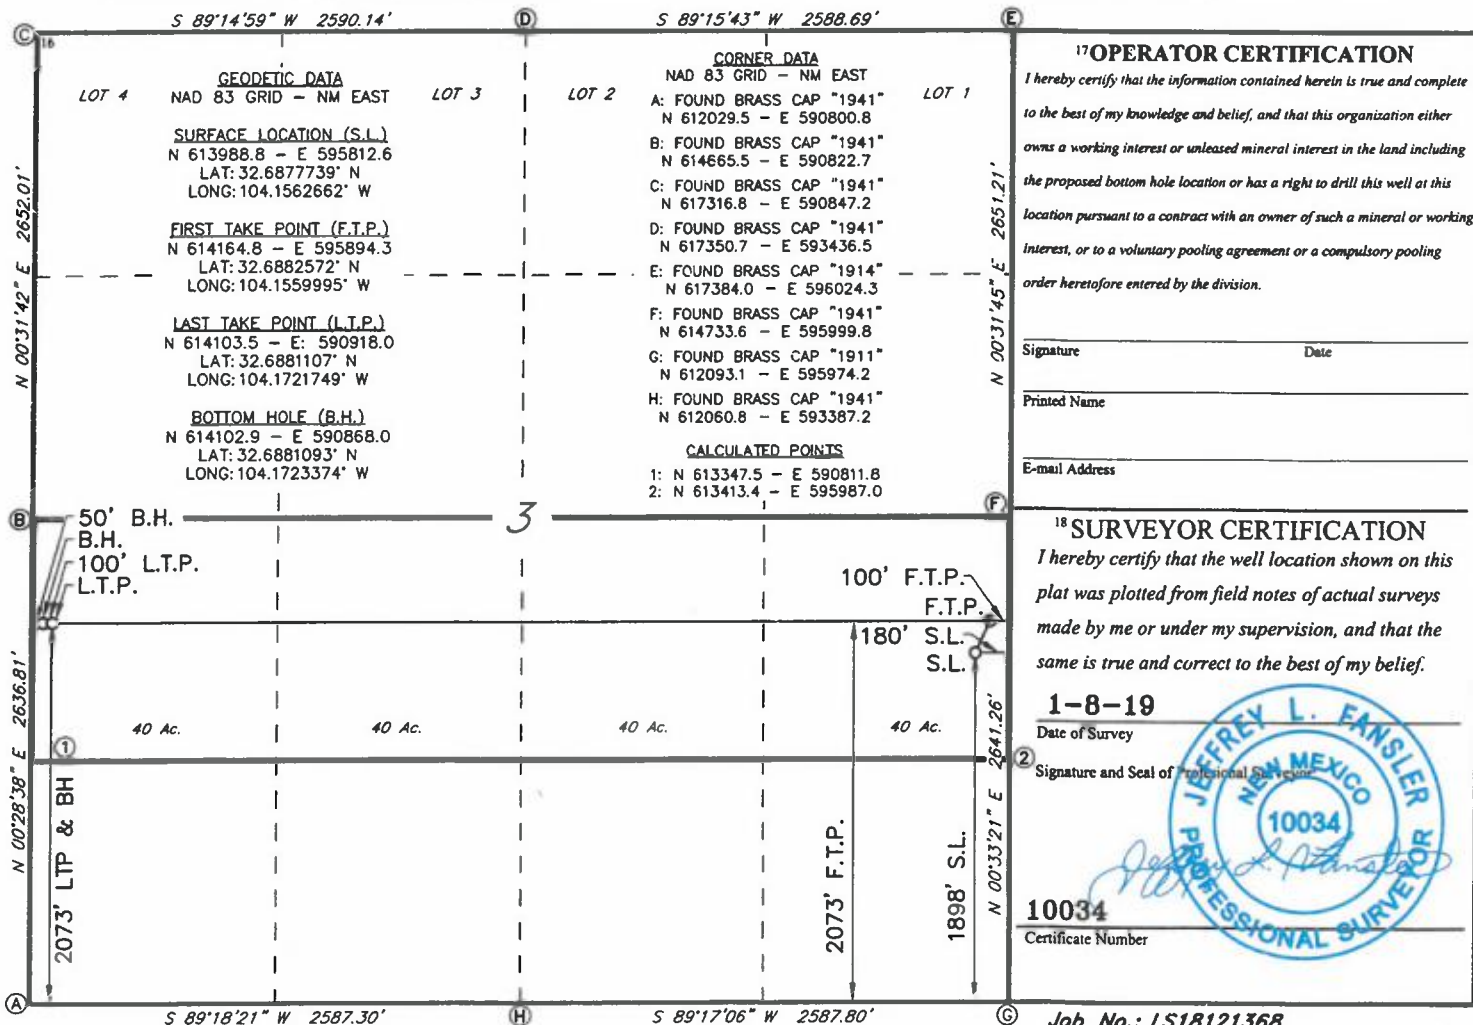 S 89°14'59" W 2590.14'
S 89°15'43" W 2588.69'
C
D
E
16
LOT 4
LOT 3
LOT 2
LOT 1
GEODETIC DATA
NAD 83 GRID - NM EAST
SURFACE LOCATION (S.L.)
N 613988.8 - E 595812.6
LAT: 32.6877739° N
LONG: 104.1562662° W
FIRST TAKE POINT (F.T.P.)
N 614164.8 - E 595894.3
LAT: 32.6882572° N
LONG: 104.1559995° W
LAST TAKE POINT (L.T.P.)
N 614103.5 - E: 590918.0
LAT: 32.6881107° N
LONG: 104.1721749° W
BOTTOM HOLE (B.H.)
N 614102.9 - E 590868.0
LAT: 32.6881093° N
LONG: 104.1723374° W
CORNER DATA
NAD 83 GRID - NM EAST
A: FOUND BRASS CAP "1941"
N 612029.5 - E 590800.8
B: FOUND BRASS CAP "1941"
N 614665.5 - E 590822.7
C: FOUND BRASS CAP "1941"
N 617316.8 - E 590847.2
D: FOUND BRASS CAP "1941"
N 617350.7 - E 593436.5
E: FOUND BRASS CAP "1914"
N 617384.0 - E 596024.3
F: FOUND BRASS CAP "1941"
N 614733.6 - E 595999.8
G: FOUND BRASS CAP "1911"
N 612093.1 - E 595974.2
H: FOUND BRASS CAP "1941"
N 612060.8 - E 593387.2
CALCULATED POINTS
1: N 613347.5 - E 590811.8
2: N 613413.4 - E 595987.0
N 00°31'42" E 2652.01'
N 00°31'45" E 2651.21'
B
3
F
50' B.H.
B.H.
100' L.T.P.
L.T.P.
100' F.T.P.
F.T.P.
180' S.L.
S.L.
N 00°28'38" E 2636.81'
N 00°33'21" E 2641.26'
40 Ac.
40 Ac.
40 Ac.
40 Ac.
1
2
2073' LTP & BH
2073' F.T.P.
1898' S.L.
A
H
G
S 89°18'21" W 2587.30'
S 89°17'06" W 2587.80'
17 OPERATOR CERTIFICATION
I hereby certify that the information contained herein is true and complete
to the best of my knowledge and belief, and that this organization either
owns a working interest or unleased mineral interest in the land including
the proposed bottom hole location or has a right to drill this well at this
location pursuant to a contract with an owner of such a mineral or working
interest, or to a voluntary pooling agreement or a compulsory pooling
order heretofore entered by the division.
Signature Date
Printed Name
E-mail Address
18 SURVEYOR CERTIFICATION
I hereby certify that the well location shown on this
plat was plotted from field notes of actual surveys
made by me or under my supervision, and that the
same is true and correct to the best of my belief.
1-8-19
Date of Survey
Signature and Seal of Profesional Surveyor
JEFFREY L. FANSLER
NEW MEXICO
10034
PROFESSIONAL SURVEYOR
Jeffrey L. Fansler
10034
Certificate Number
Job No.: LS18121368